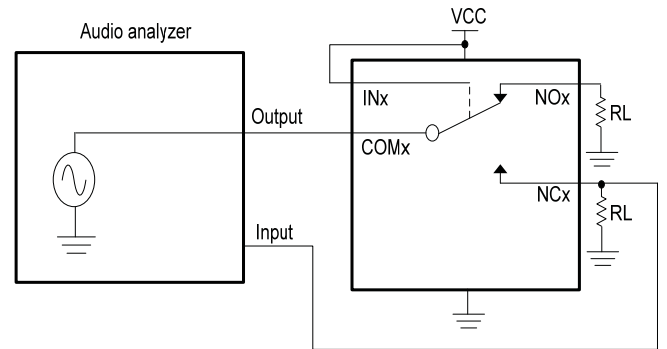 Audio analyzer
VCC
INx
NOx
RL
Output
COMx
NCx
RL
Input